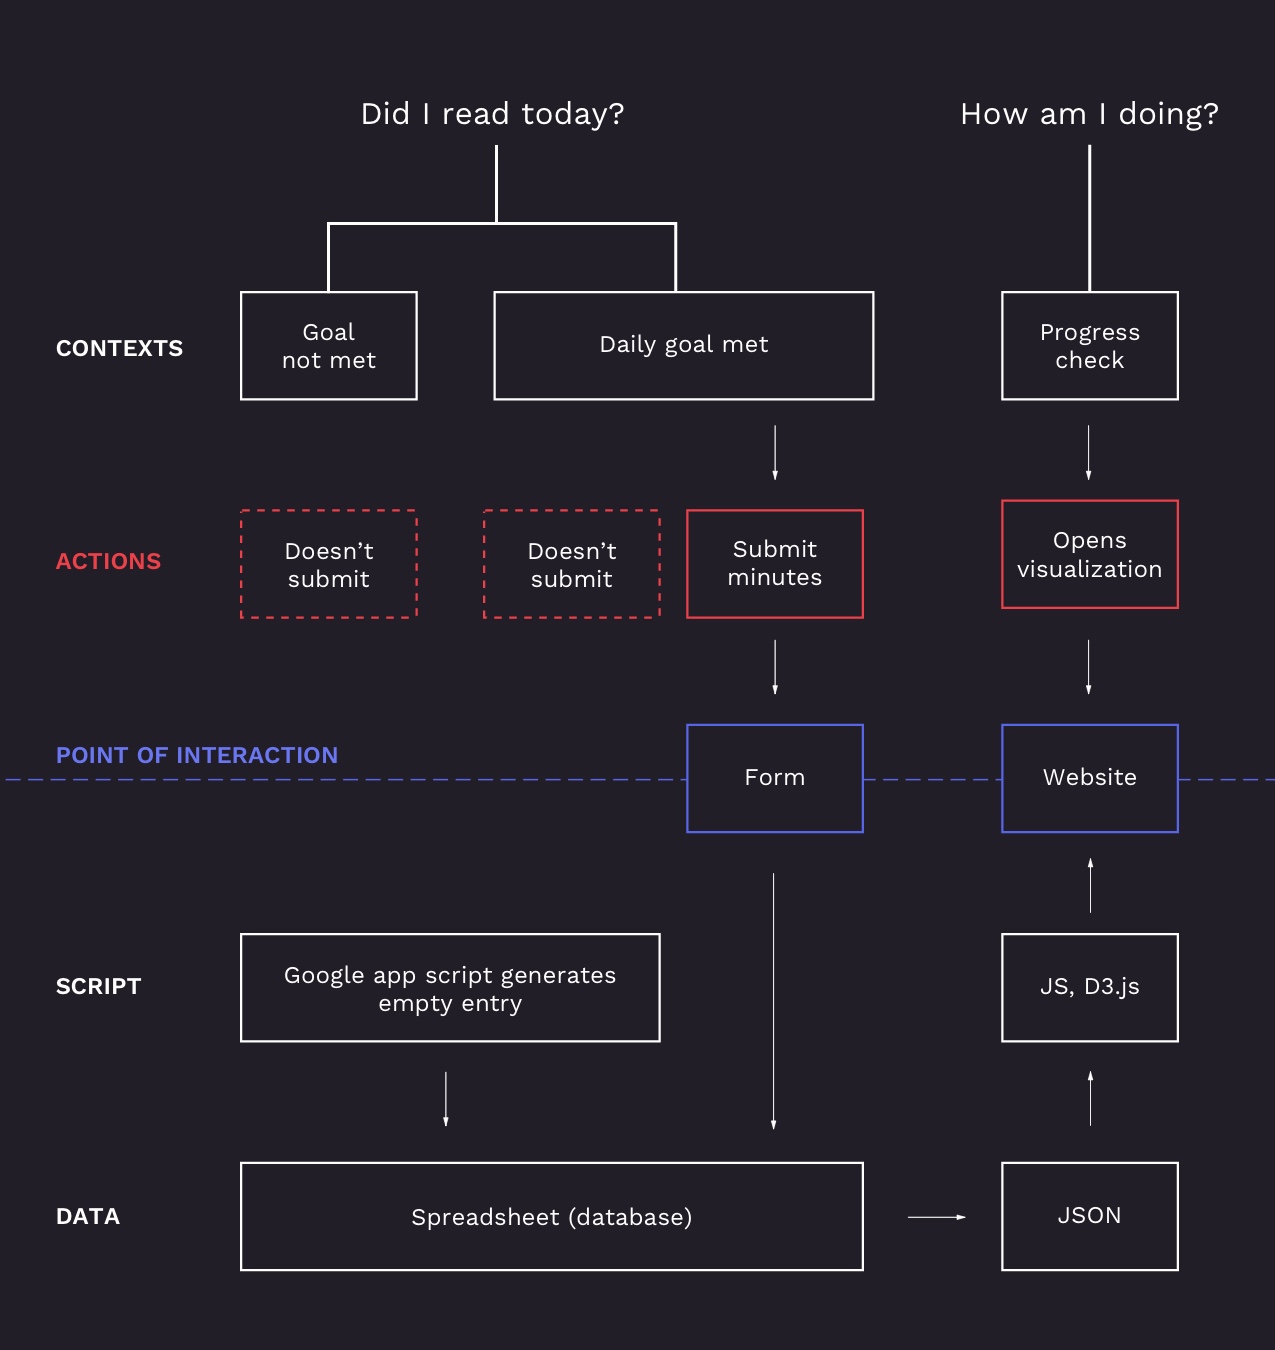 Did I read today?
How am I doing?
CONTEXTS
Goal
not met
Daily goal met
Progress
check
ACTIONS
Doesn’t
submit
Doesn’t
submit
Submit
minutes
Opens
visualization
POINT OF INTERACTION
Form
Website
SCRIPT
Google app script generates
empty entry
JS, D3.js
DATA
Spreadsheet (database)
JSON